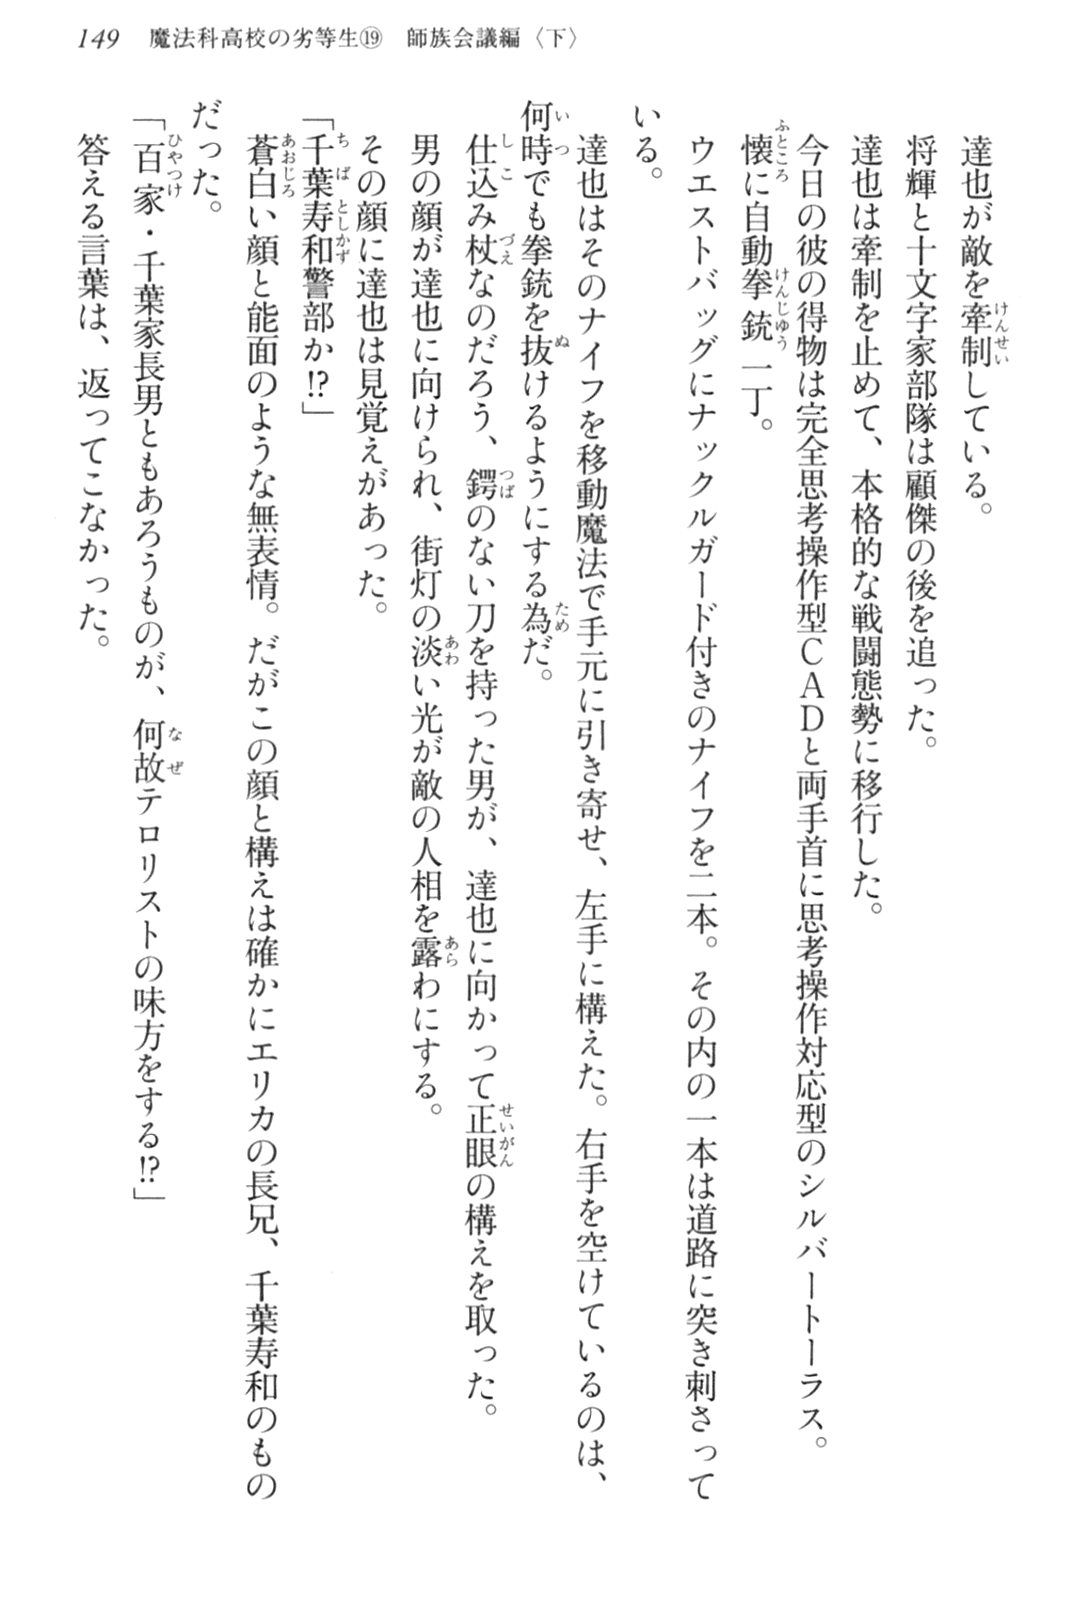 149 魔法科高校の劣等生⑲ 師族会議編〈下〉
達也が敵を牽制している。
将輝と十文字家部隊は顧傑の後を追った。
達也は牽制を止めて、本格的な戦闘態勢に移行した。
今日の彼の得物は完全思考操作型ＣＡＤと両手首に思考操作対応型のシルバートーラス。
懐に自動拳銃一丁。
ウエストバッグにナックルガード付きのナイフを二本。その内の一本は道路に突き刺さって
いる。
達也はそのナイフを移動魔法で手元に引き寄せ、左手に構えた。右手を空けているのは、
何時でも拳銃を抜けるようにする為だ。
仕込み杖なのだろう、鍔のない刀を持った男が、達也に向かって正眼の構えを取った。
男の顔が達也に向けられ、街灯の淡い光が敵の人相を露わにする。
その顔に達也は見覚えがあった。
「千葉寿和警部か!?」
蒼白い顔と能面のような無表情。だがこの顔と構えは確かにエリカの長兄、千葉寿和のもの
だった。
「百家・千葉家長男ともあろうものが、何故テロリストの味方をする!?」
答える言葉は、返ってこなかった。